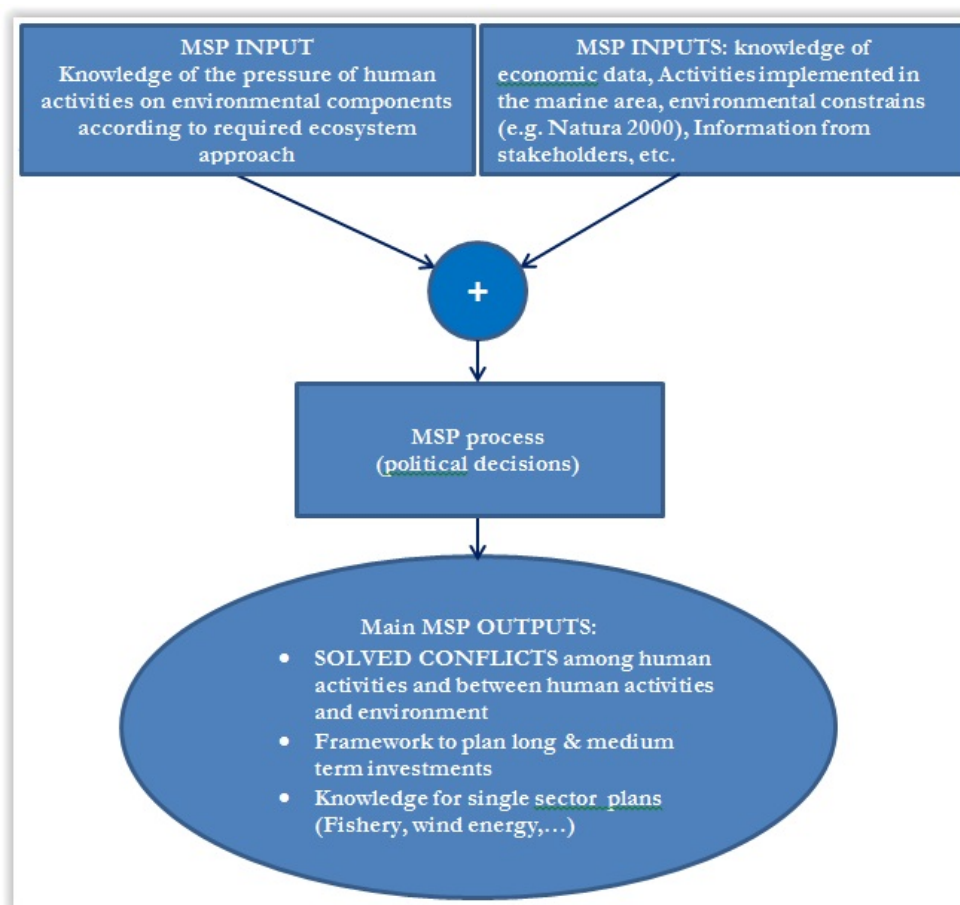 MSP INPUT
Knowledge of the pressure of human
activities on environmental components
according to required ecosystem
approach
MSP INPUTS: knowledge of
economic data, Activities implemented in
the marine area, environmental constrains
(e.g. Natura 2000), Information from
stakeholders, etc.
+
MSP process
(political decisions)
Main MSP OUTPUTS:
• SOLVED CONFLICTS among human
activities and between human activities
and environment
• Framework to plan long & medium
term investments
• Knowledge for single sector plans
(Fishery, wind energy,…)